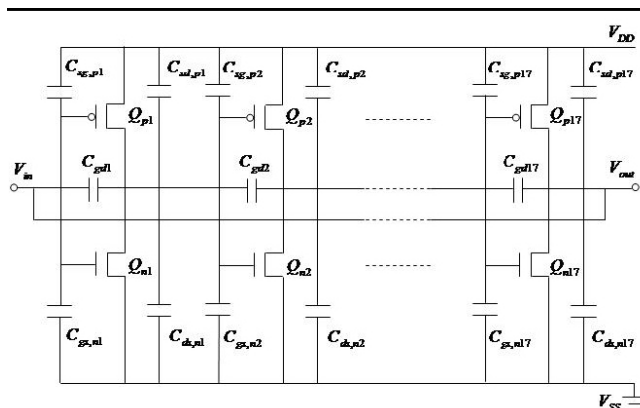 V_DD
C_sg,p1
C_sd,p1
C_sg,p2
C_sd,p2
C_sg,p17
C_sd,p17
Q_p1
Q_p2
Q_p17
V_in
C_gd1
C_gd2
C_gd17
V_out
Q_n1
Q_n2
Q_n17
C_gs,n1
C_ds,n1
C_gs,n2
C_ds,n2
C_gs,n17
C_ds,n17
V_SS